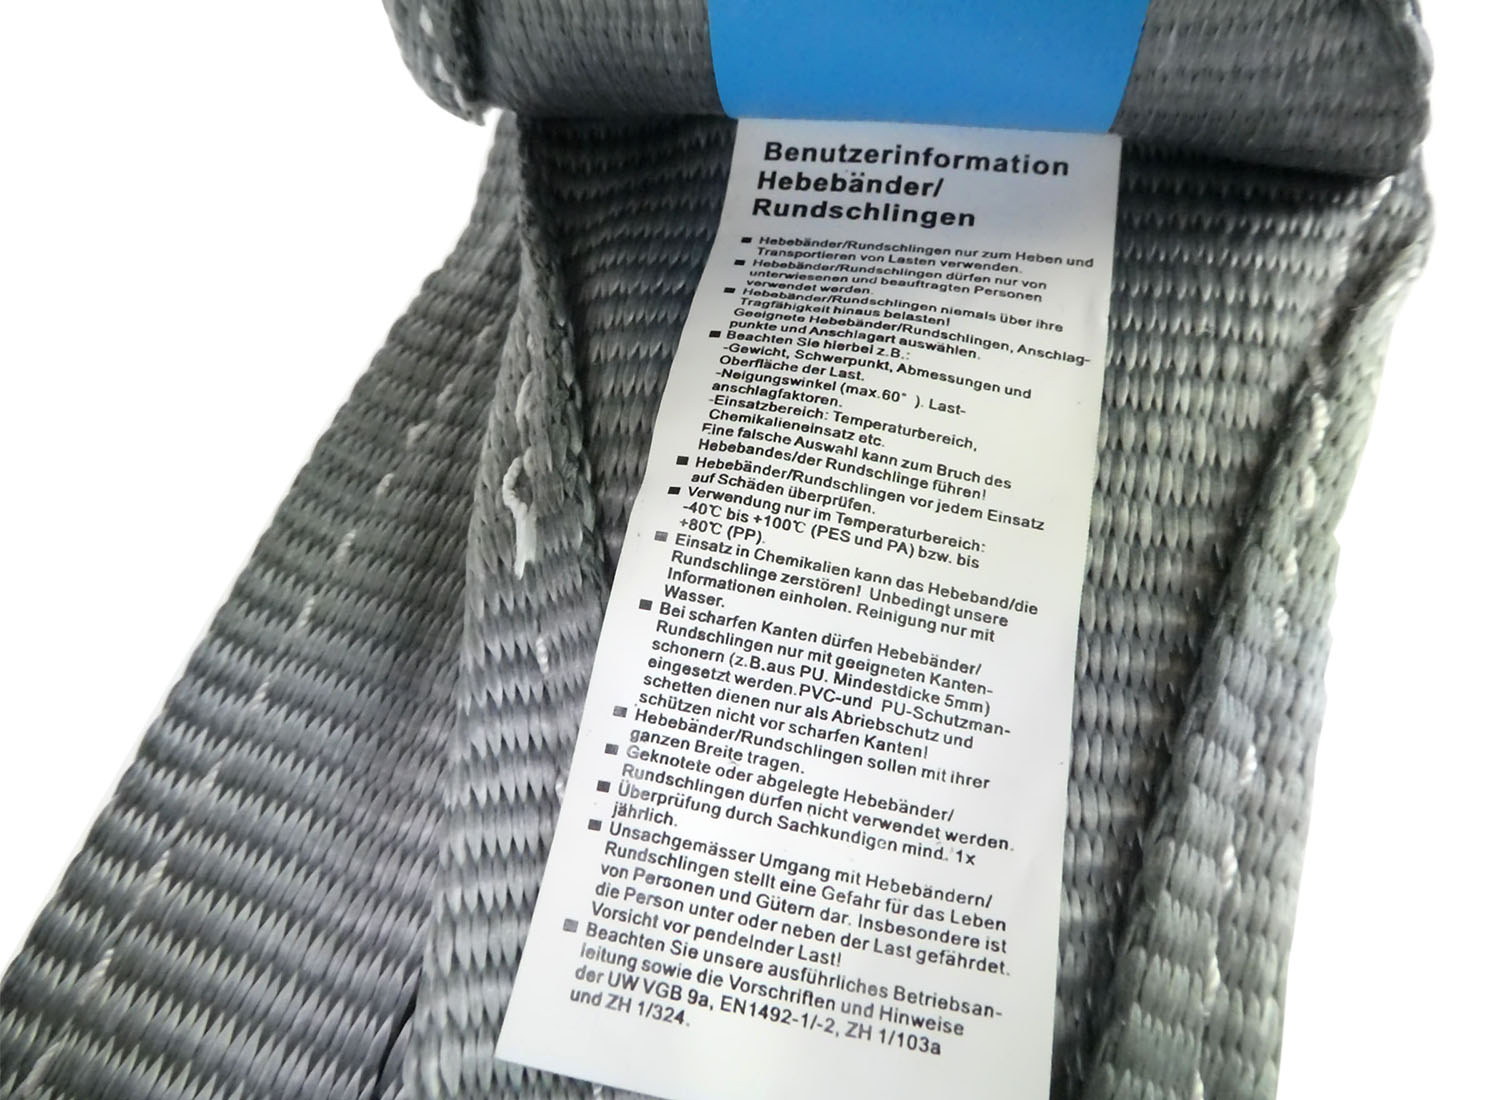 Benutzerinformation
Hebebänder/
Rundschlingen
▪ Hebebänder/Rundschlingen nur zum Heben und
Transportieren von Lasten verwenden.
▪ Hebebänder/Rundschlingen dürfen nur von
unterwiesenen und beauftragten Personen
verwendet werden.
▪ Hebebänder/Rundschlingen niemals über ihre
Tragfähigkeit hinaus belasten!
Geeignete Hebebänder/Rundschlingen, Anschlag-
punkte und Anschlagart auswählen.
▪ Beachten Sie hierbei z.B.:
-Gewicht, Schwerpunkt, Abmessungen und
Oberfläche der Last.
-Neigungswinkel (max.60° ). Last-
anschlagfaktoren.
-Einsatzbereich: Temperaturbereich,
Chemikalieneinsatz etc.
Eine falsche Auswahl kann zum Bruch des
Hebebandes/der Rundschlinge führen!
▪ Hebebänder/Rundschlingen vor jedem Einsatz
auf Schäden überprüfen.
▪ Verwendung nur im Temperaturbereich:
-40℃ bis +100℃ (PES und PA) bzw. bis
+80℃ (PP).
▪ Einsatz in Chemikalien kann das Hebeband/die
Rundschlinge zerstören! Unbedingt unsere
Informationen einholen. Reinigung nur mit
Wasser.
▪ Bei scharfen Kanten dürfen Hebebänder/
Rundschlingen nur mit geeigneten Kanten-
schonern (z.B.aus PU. Mindestdicke 5mm)
eingesetzt werden.PVC-und PU-Schutzman-
schetten dienen nur als Abriebschutz und
schützen nicht vor scharfen Kanten!
▪ Hebebänder/Rundschlingen sollen mit ihrer
ganzen Breite tragen.
▪ Geknotete oder abgelegte Hebebänder/
Rundschlingen dürfen nicht verwendet werden.
▪ Überprüfung durch Sachkundigen mind. 1x
jährlich.
▪ Unsachgemässer Umgang mit Hebebändern/
Rundschlingen stellt eine Gefahr für das Leben
von Personen und Gütern dar. Insbesondere ist
die Person unter oder neben der Last gefährdet.
Vorsicht vor pendelnder Last!
▪ Beachten Sie unsere ausführliches Betriebsan-
leitung sowie die Vorschriften und Hinweise
der UW VGB 9a, EN1492-1/-2, ZH 1/103a
und ZH 1/324.